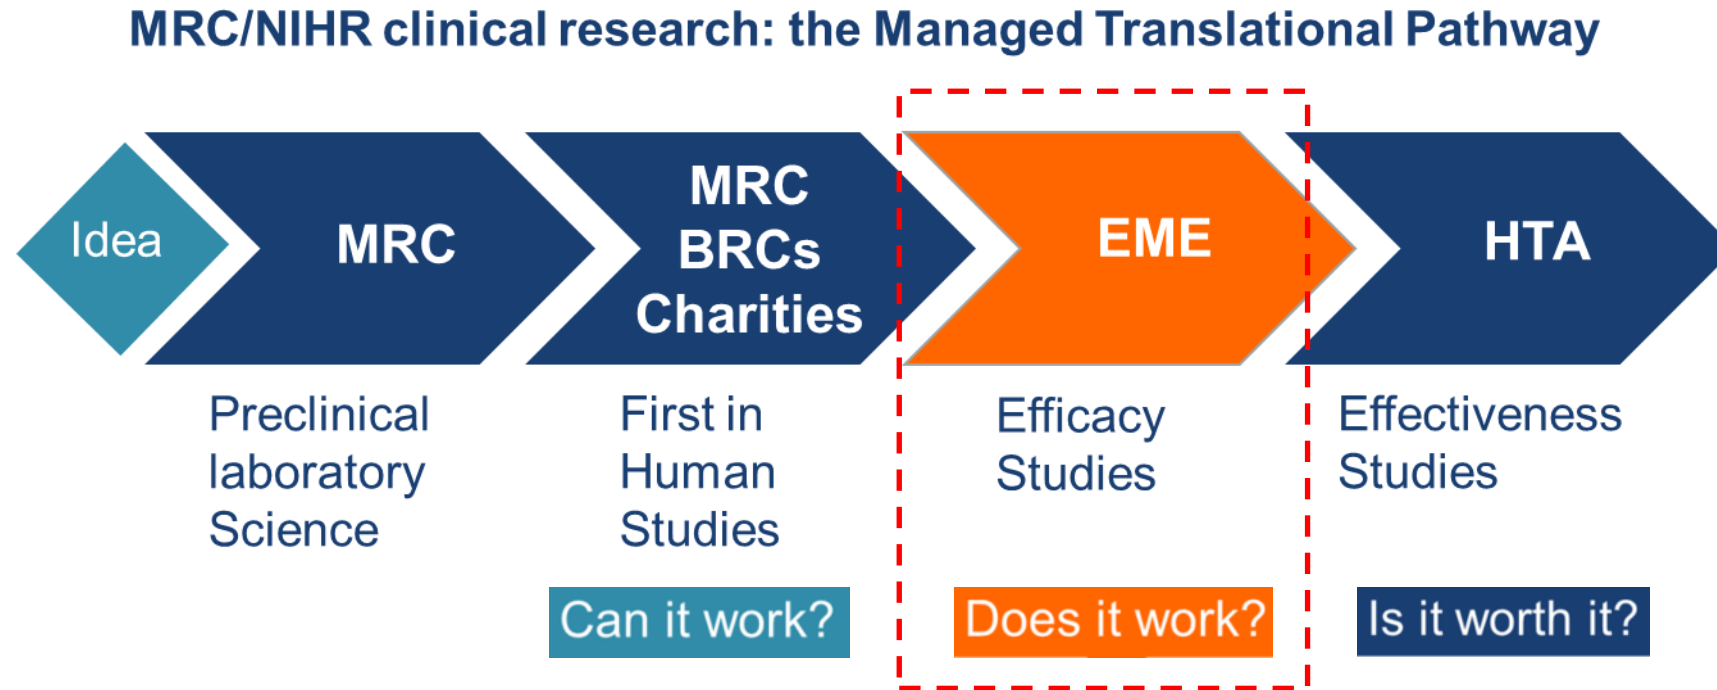 MRC/NIHR clinical research: the Managed Translational Pathway
Idea
MRC
MRC
BRCs
Charities
EME
HTA
Preclinical
laboratory
Science
First in
Human
Studies
Efficacy
Studies
Effectiveness
Studies
Can it work?
Does it work?
Is it worth it?